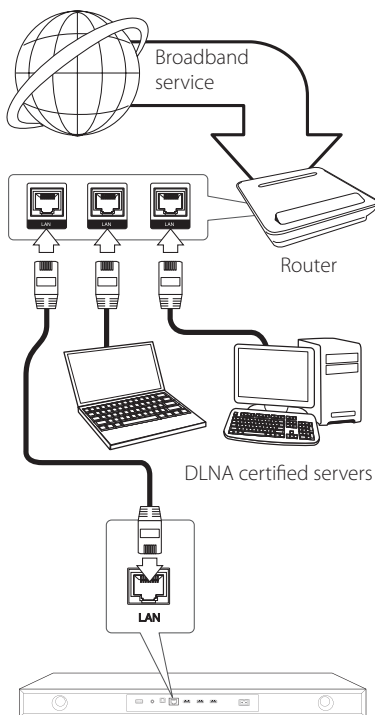 Broadband
service
LAN
LAN
LAN
Router
DLNA certified servers
LAN